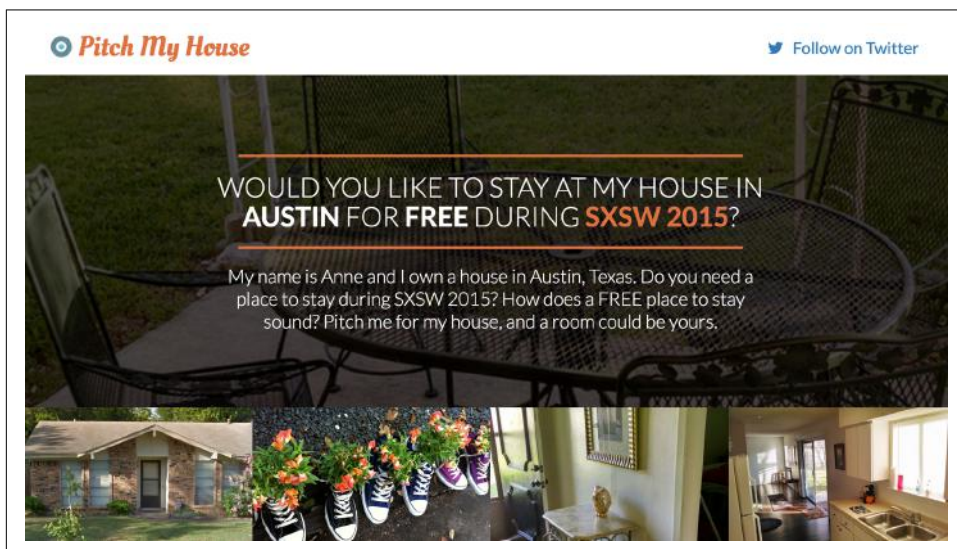 Pitch My House
Follow on Twitter
WOULD YOU LIKE TO STAY AT MY HOUSE IN
AUSTIN FOR FREE DURING SXSW 2015?
My name is Anne and I own a house in Austin, Texas. Do you need a
place to stay during SXSW 2015? How does a FREE place to stay
sound? Pitch me for my house, and a room could be yours.